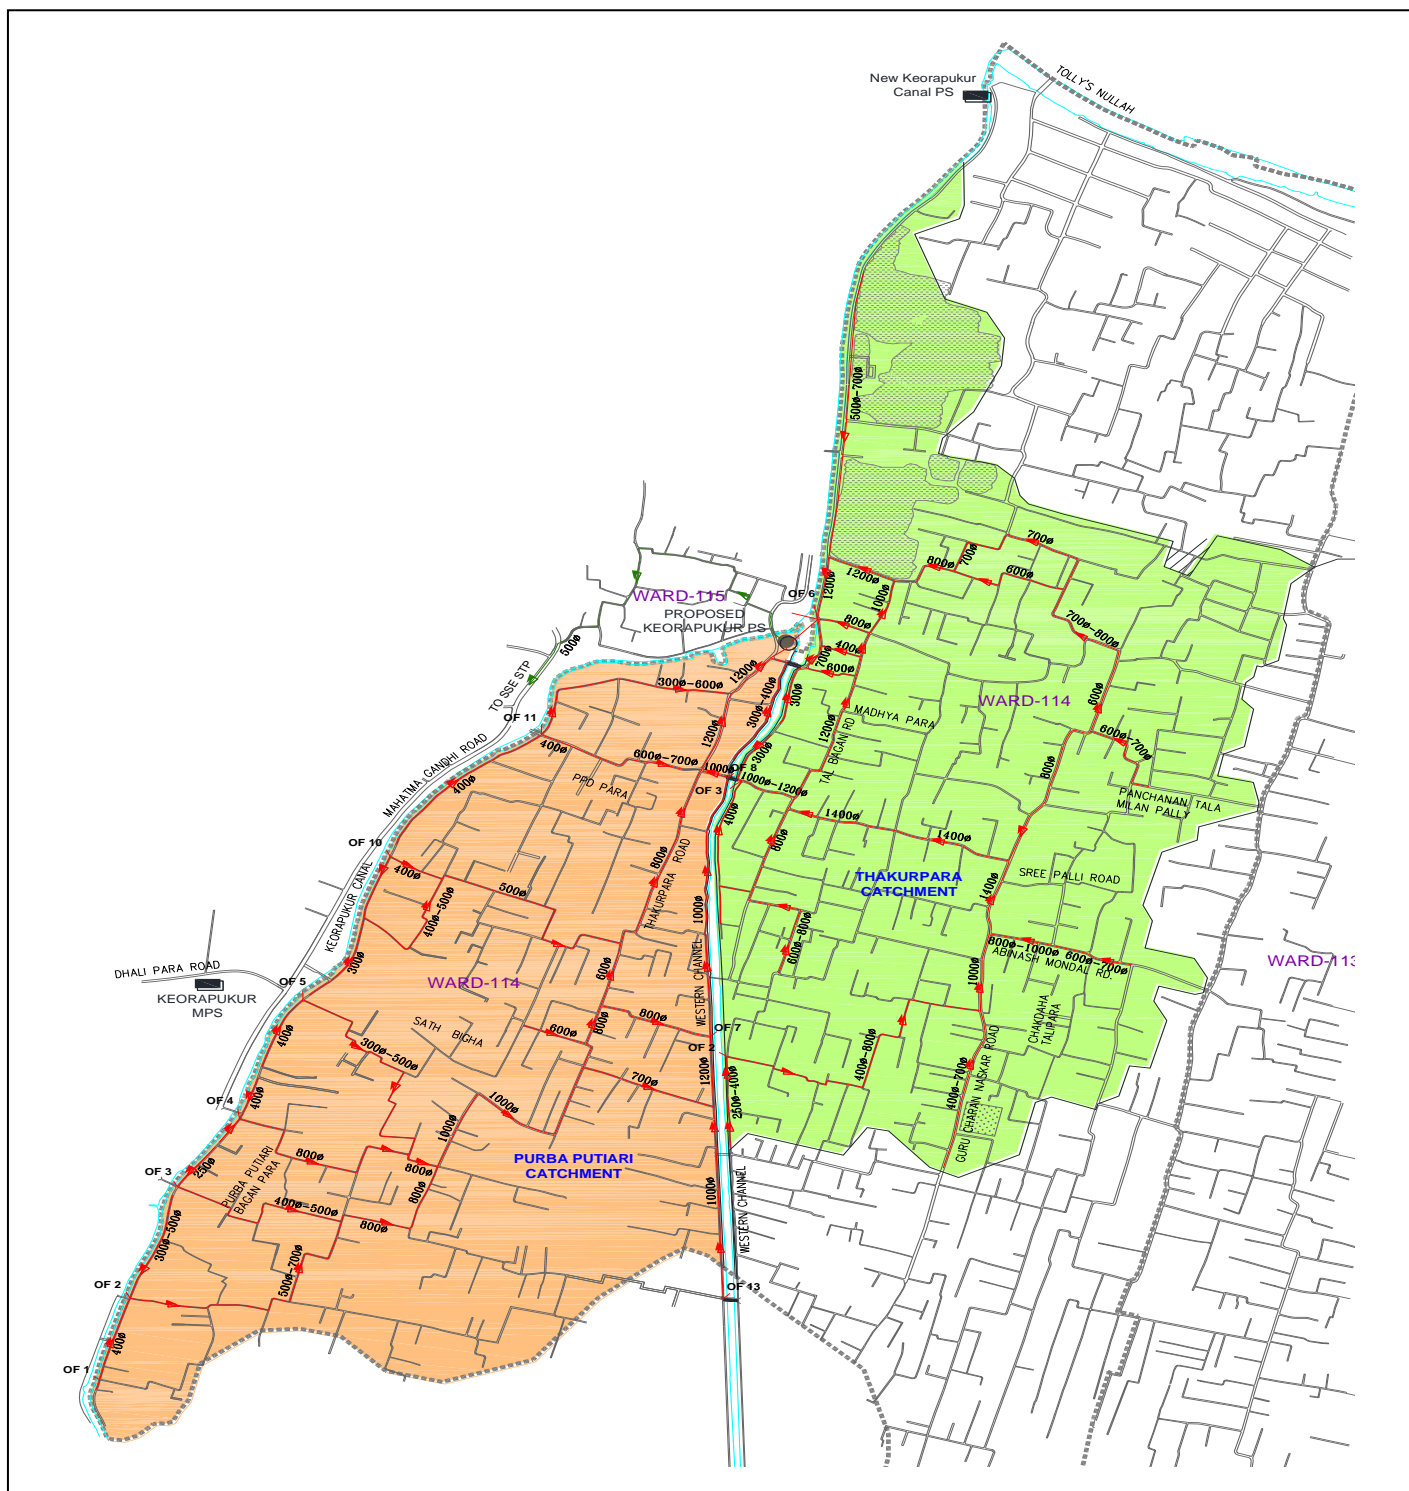 New Keorapukur
Canal PS
TOLLY'S NULLAH
500ø-700ø
700ø
700ø
800ø
600ø
1200ø
1200ø
1000ø
OF 6
WARD-115
PROPOSED
KEORAPUKUR PS
500ø
800ø
700ø-800ø
400ø
700ø
600ø
TO SSE STP
1200ø
300ø-600ø
300ø-400ø
300ø
WARD-114
600ø
MADHYA PARA
OF 11
400ø
1200ø
1200ø
TAL BAGAN RD
600ø-700ø
300ø
600ø-700ø
800ø
MAHATMA GANDHI ROAD
400ø
PPD PARA
1000ø
OF 8
1000ø-1200ø
OF 3
400ø
PANCHANAN TALA
MILAN PALLY
1400ø
1400ø
OF 10
800ø
800ø
400ø
500ø
THAKURPARA ROAD
THAKURPARA
CATCHMENT
SREE PALLI ROAD
1400ø
400ø-500ø
1000ø
KEORAPUKUR CANAL
300ø
600ø-800ø
800ø-1000ø
600ø-700ø
ABINASH MONDAL RD.
WARD-113
DHALI PARA ROAD
KEORAPUKUR
MPS
OF 5
WARD-114
600ø
WESTERN CHANNEL
1000ø
800ø
CHAKDAHA
TALIPARA
400ø
SATH BIGHA
600ø
800ø
OF 7
OF 2
300ø-500ø
1200ø
400ø-800ø
GURU CHARAN NASKAR ROAD
400ø-700ø
700ø
250ø-400ø
OF 4
400ø
1000ø
1000ø
PURBA PUTIARI
CATCHMENT
800ø
800ø
OF 3
250ø
PURBA PUTIARI
BAGAN PARA
800ø
1000ø
WESTERN CHANNEL
400ø-500ø
800ø
300ø-500ø
500ø-700ø
OF 2
OF 13
400ø
OF 1